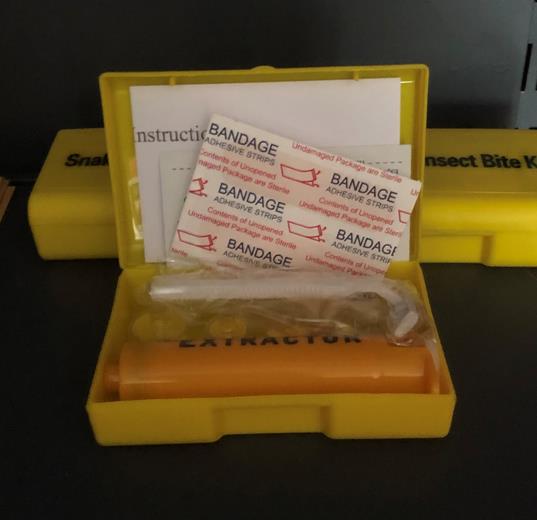 Instructio
Snak
nsect Bite K
BANDAGE
ADHESIVE STRIPS
Contents of Unopened
Undamaged Package are Sterile
Undamaged Package are Sterile
BANDAGE
ADHESIVE STRIPS
Contents of Unopened
Undamaged Package are Sterile
BANDAGE
ADHESIVE STRIPS
Contents of Unopened
Undamaged Package are Sterile
BANDAGE
ADHESIVE STRIPS
Sterile
BANDAGE
ADHESIVE STRIPS
Contents of Unopened
EXTRACTOR